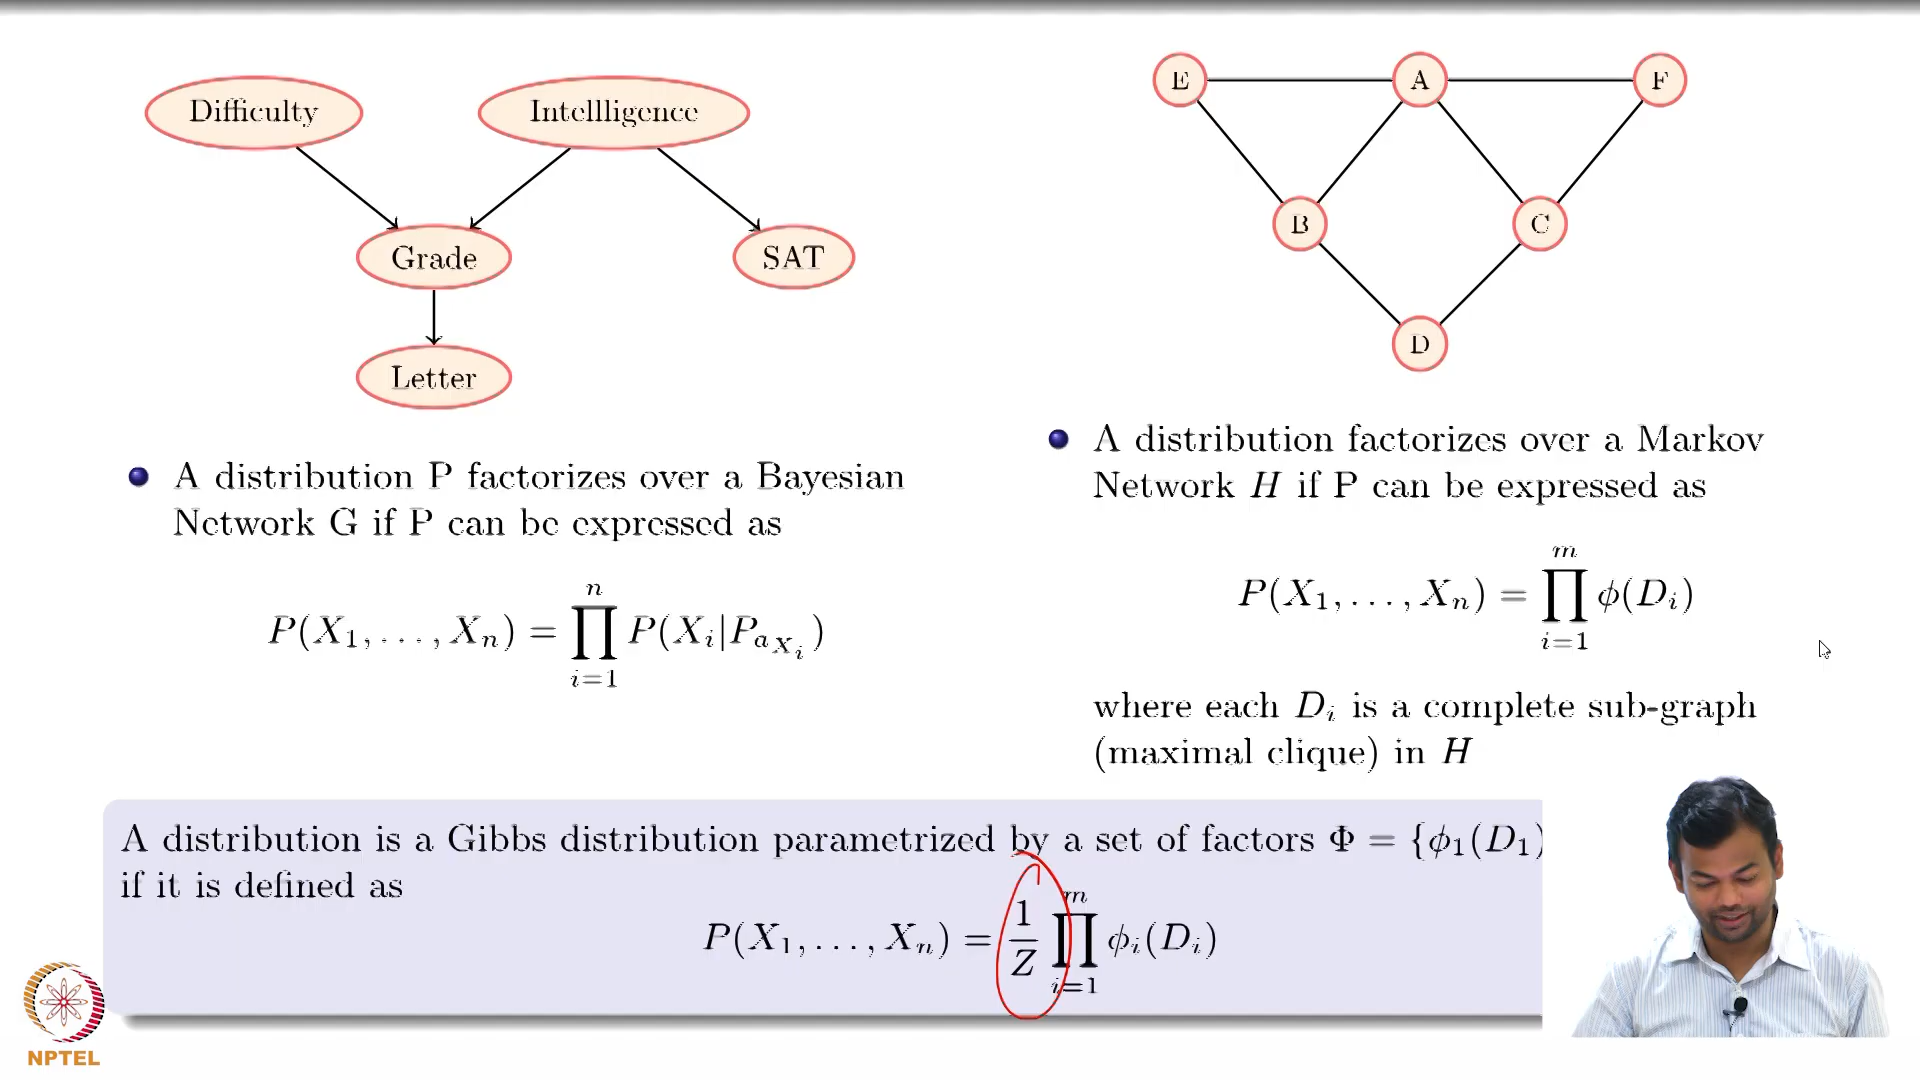 Difficulty
Intellligence
Grade
SAT
Letter
A distribution P factorizes over a Bayesian
Network G if P can be expressed as
P(X₁, . . . , Xₙ) = ∏ᵢ₌₁ⁿ P(Xᵢ|P_{a_{Xᵢ}})
E
A
F
B
C
D
A distribution factorizes over a Markov
Network H if P can be expressed as
P(X₁, . . . , Xₙ) = ∏ᵢ₌₁ᵐ ϕ(Dᵢ)
where each Dᵢ is a complete sub-graph
(maximal clique) in H
A distribution is a Gibbs distribution parametrized by a set of factors Φ = {ϕ₁(D₁)
if it is defined as
P(X₁, . . . , Xₙ) = 1/Z ∏ᵢ₌₁ᵐ ϕᵢ(Dᵢ)
NPTEL